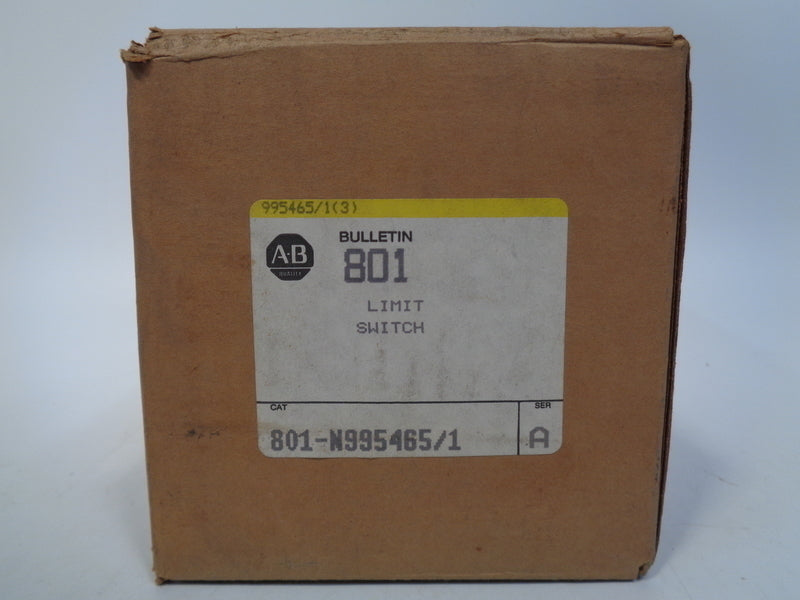 995465/1(3)
A-B
QUALITY
BULLETIN
801
LIMIT
SWITCH
CAT
SER
801-N995465/1
A